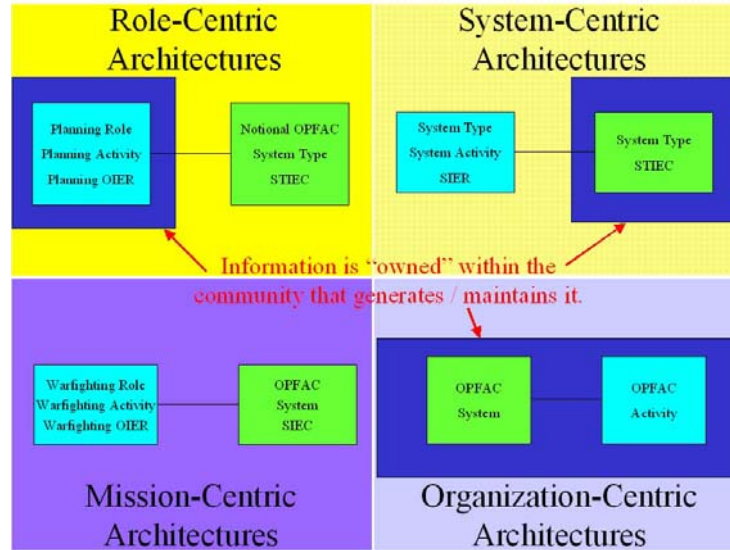 Role-Centric
Architectures
Planning Role
Planning Activity
Planning OIER
Notional OPFAC
System Type
STIEC
System-Centric
Architectures
System Type
System Activity
SIER
System Type
STIEC
Information is “owned” within the
community that generates / maintains it.
Warfighting Role
Warfighting Activity
Warfighting OIER
OPFAC
System
SIEC
Mission-Centric
Architectures
OPFAC
System
OPFAC
Activity
Organization-Centric
Architectures